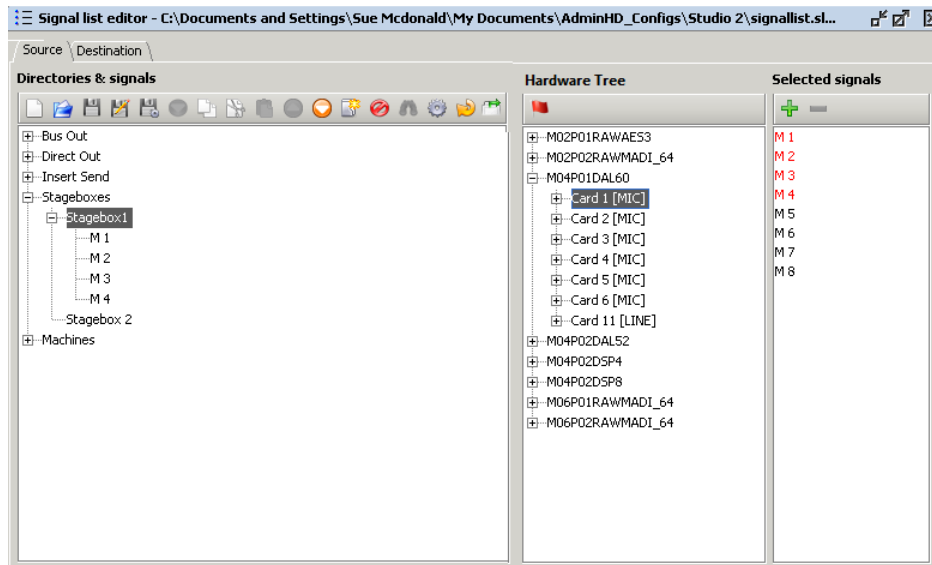 Signal list editor - C:\Documents and Settings\Sue Mcdonald\My Documents\AdminHD_Configs\Studio 2\signallist.sl...
Source
Destination
Directories & signals
Bus Out
Direct Out
Insert Send
Stageboxes
Stagebox1
M 1
M 2
M 3
M 4
Stagebox 2
Machines
Hardware Tree
M02P01RAWAES3
M02P02RAWMADI_64
M04P01DAL60
Card 1 [MIC]
Card 2 [MIC]
Card 3 [MIC]
Card 4 [MIC]
Card 5 [MIC]
Card 6 [MIC]
Card 11 [LINE]
M04P02DAL52
M04P02DSP4
M04P02DSP8
M06P01RAWMADI_64
M06P02RAWMADI_64
Selected signals
M 1
M 2
M 3
M 4
M 5
M 6
M 7
M 8